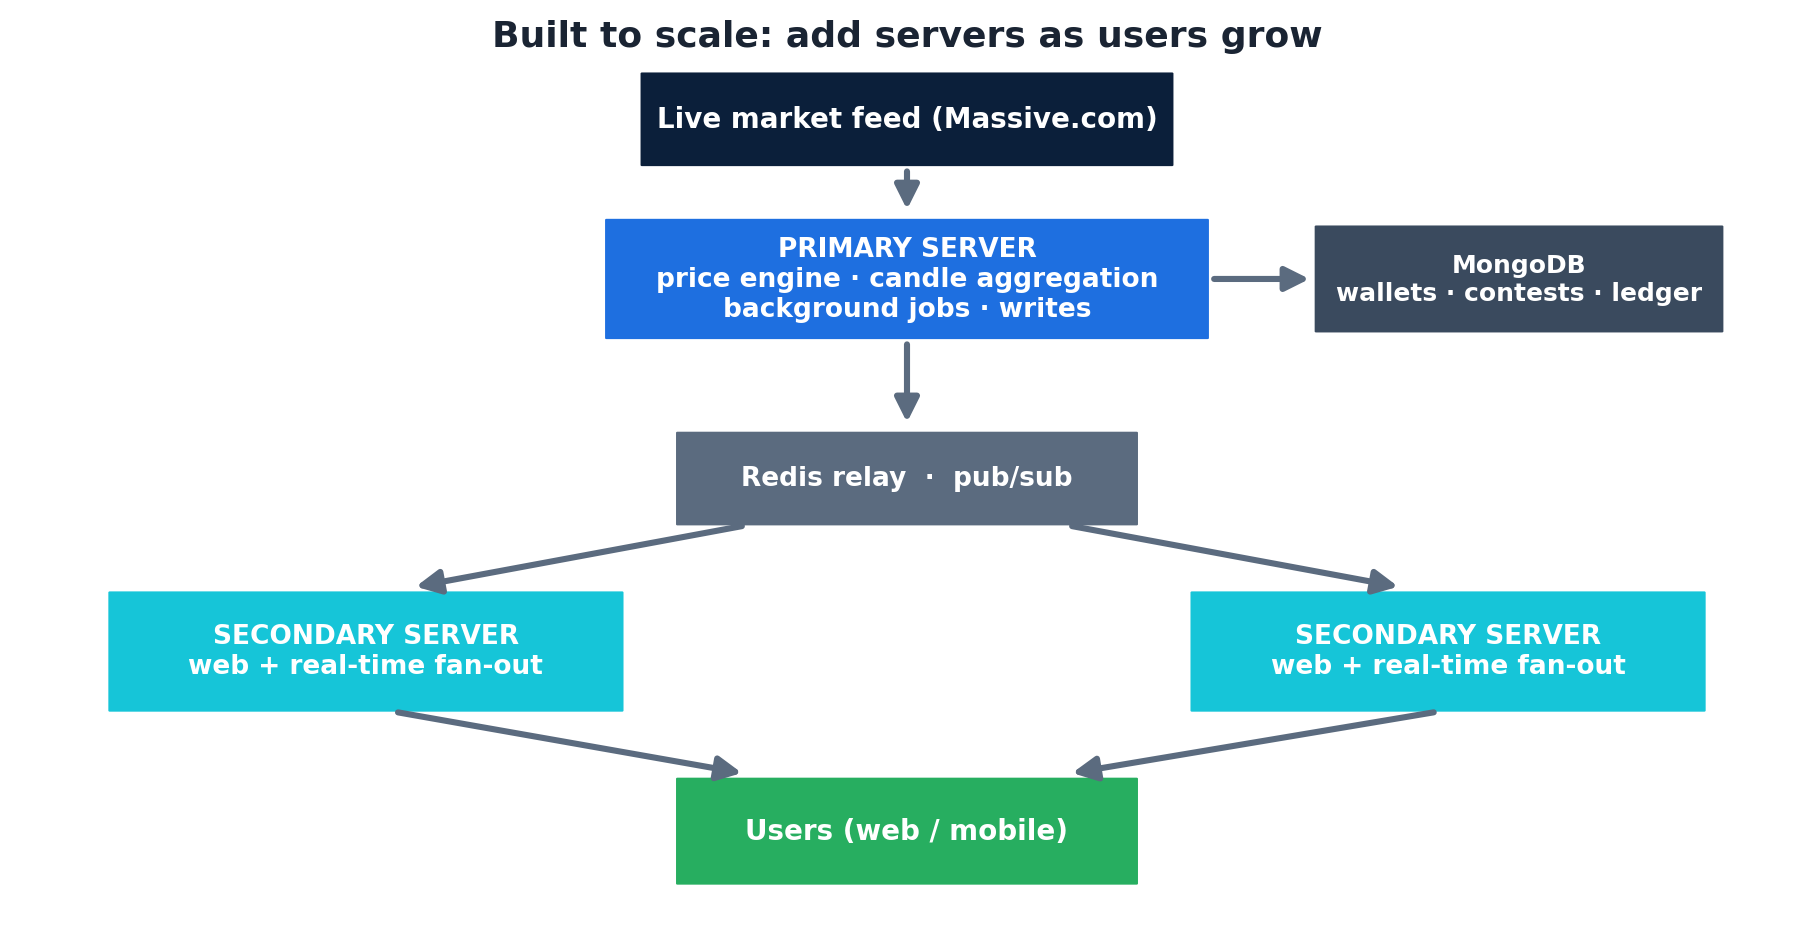 Built to scale: add servers as users grow
Live market feed (Massive.com)
PRIMARY SERVER
price engine · candle aggregation
background jobs · writes
MongoDB
wallets · contests · ledger
Redis relay  ·  pub/sub
SECONDARY SERVER
web + real-time fan-out
SECONDARY SERVER
web + real-time fan-out
Users (web / mobile)